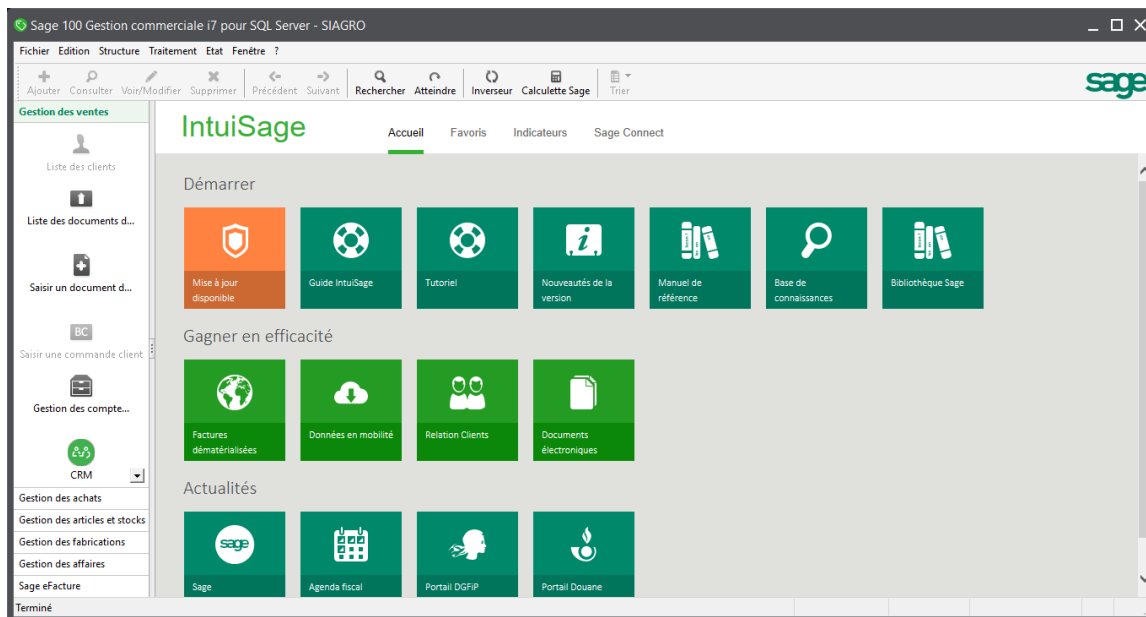 Sage 100 Gestion commerciale i7 pour SQL Server - SIAGRO
Fichier Edition Structure Traitement Etat Fenêtre ?
Ajouter Consulter Voir/Modifier Supprimer Précédent Suivant Rechercher Atteindre Inverseur Calculette Sage Trier
sage
Gestion des ventes
Liste des clients
Liste des documents d...
Saisir un document d...
BC
Saisir une commande client
Gestion des compte...
CRM
Gestion des achats
Gestion des articles et stocks
Gestion des fabrications
Gestion des affaires
Sage eFacture
IntuiSage
Accueil Favoris Indicateurs Sage Connect
Démarrer
Mise à jour
disponible
Guide IntuiSage
Tutoriel
Nouveautés de la
version
Manuel de
référence
Base de
connaissances
Bibliothèque Sage
Gagner en efficacité
Factures
dématérialisées
Données en mobilité
Relation Clients
Documents
électroniques
Actualités
sage
Sage
Agenda fiscal
Portail DGFiP
Portail Douane
Terminé